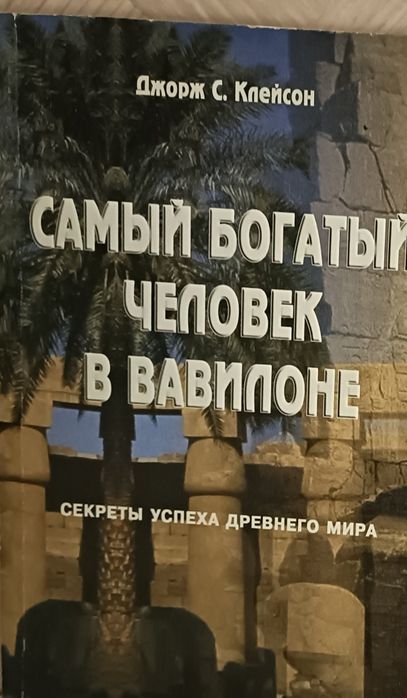 Джорж С. Клейсон
САМЫЙ БОГАТЫЙ
ЧЕЛОВЕК
В ВАВИЛОНЕ
СЕКРЕТЫ УСПЕХА ДРЕВНЕГО МИРА